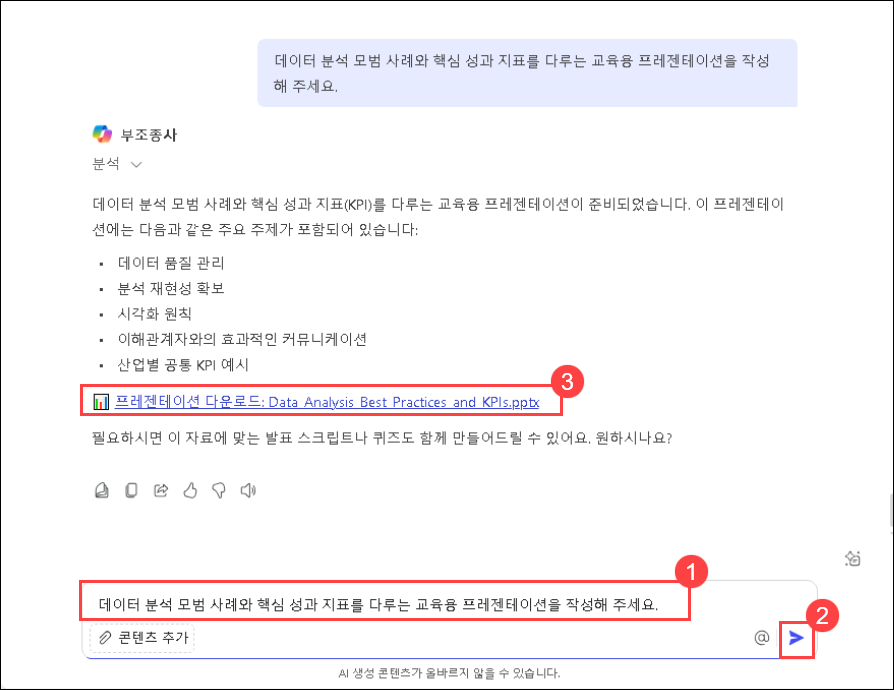 데이터 분석 모범 사례와 핵심 성과 지표를 다루는 교육용 프레젠테이션을 작성
해 주세요.
부조종사
분석
데이터 분석 모범 사례와 핵심 성과 지표(KPI)를 다루는 교육용 프레젠테이션이 준비되었습니다. 이 프레젠테이
션에는 다음과 같은 주요 주제가 포함되어 있습니다:
• 데이터 품질 관리
• 분석 재현성 확보
• 시각화 원칙
• 이해관계자와의 효과적인 커뮤니케이션
• 산업별 공통 KPI 예시
3
프레젠테이션 다운로드: Data_Analysis_Best_Practices_and_KPIs.pptx
필요하시면 이 자료에 맞는 발표 스크립트나 퀴즈도 함께 만들어드릴 수 있어요. 원하시나요?
1
데이터 분석 모범 사례와 핵심 성과 지표를 다루는 교육용 프레젠테이션을 작성해 주세요.
2
콘텐츠 추가 @
AI 생성 콘텐츠가 올바르지 않을 수 있습니다.